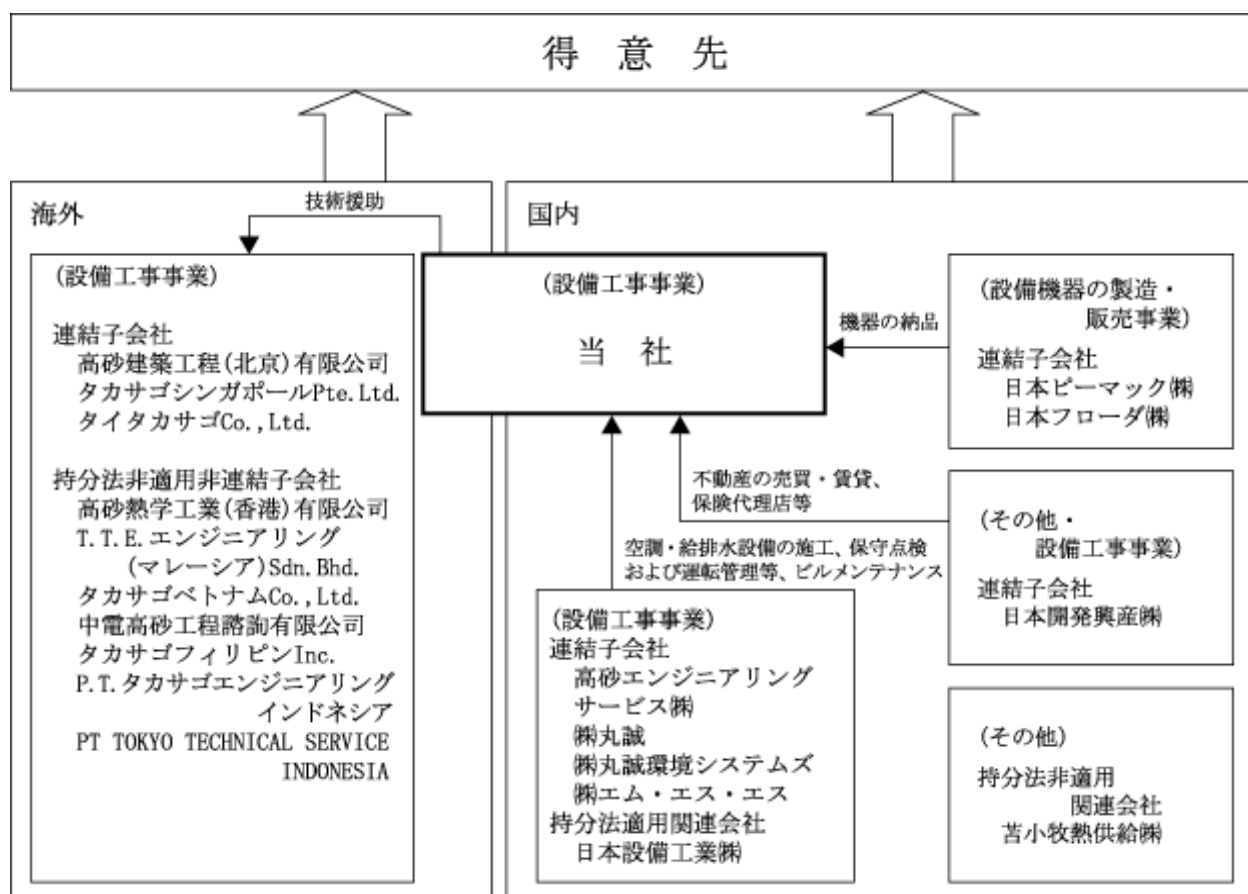 得意先
海外
技術援助
(設備工事事業)
連結子会社
高砂建築工程(北京)有限公司
タカサゴシンガポールPte.Ltd.
タイタカサゴCo.,Ltd.
持分法非適用非連結子会社
高砂熱学工業(香港)有限公司
T.T.E.エンジニアリング
(マレーシア)Sdn.Bhd.
タカサゴベトナムCo.,Ltd.
中電高砂工程諮詢有限公司
タカサゴフィリピンInc.
P.T.タカサゴエンジニアリング
インドネシア
PT TOKYO TECHNICAL SERVICE
INDONESIA
国内
(設備工事事業)
当社
機器の納品
(設備機器の製造・
販売事業)
連結子会社
日本ピーマック㈱
日本フローダ㈱
不動産の売買・賃貸、
保険代理店等
(その他・
設備工事事業)
連結子会社
日本開発興産㈱
空調・給排水設備の施工、保守点検
および運転管理等、ビルメンテナンス
(設備工事事業)
連結子会社
高砂エンジニアリング
サービス㈱
㈱丸誠
㈱丸誠環境システムズ
㈱エム・エス・エス
持分法適用関連会社
日本設備工業㈱
(その他)
持分法非適用
関連会社
苫小牧熱供給㈱